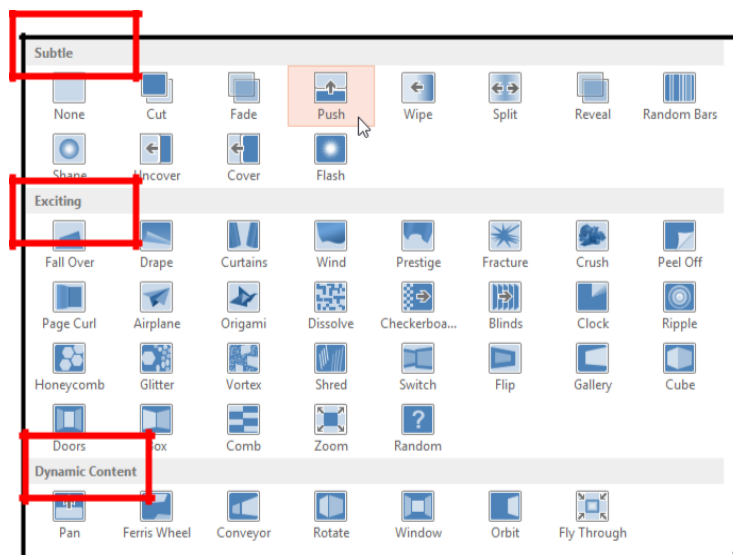 Subtle
None Cut Fade Push Wipe Split Reveal Random Bars
Shape Uncover Cover Flash
Exciting
Fall Over Drape Curtains Wind Prestige Fracture Crush Peel Off
Page Curl Airplane Origami Dissolve Checkerboa... Blinds Clock Ripple
Honeycomb Glitter Vortex Shred Switch Flip Gallery Cube
Doors Box Comb Zoom Random
Dynamic Content
Pan Ferris Wheel Conveyor Rotate Window Orbit Fly Through